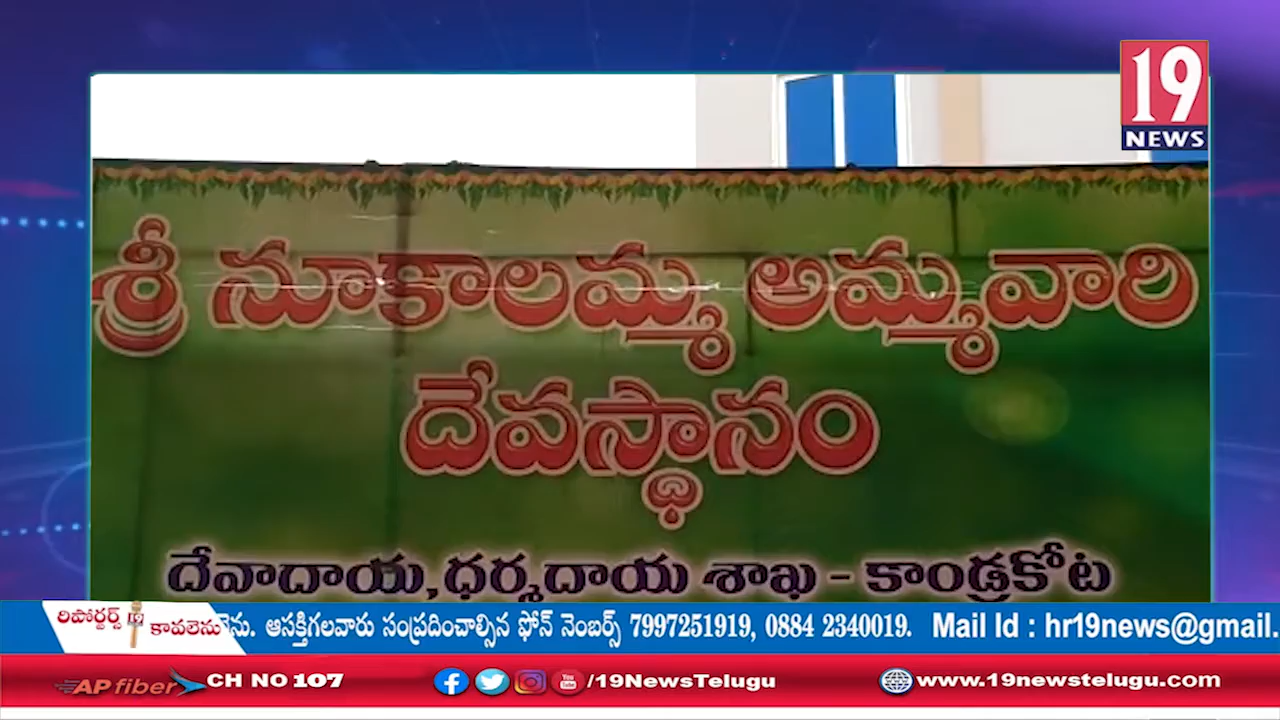 19
NEWS
శ్రీ నూకాలమ్మ అమ్మవారి
దేవస్థానం
దేవాదాయ,ధర్మదాయ శాఖ - కాండ్రకోట
రిపోర్టర్స్ 19 కావలెను
ను. ఆసక్తిగలవారు సంప్రదించాల్సిన ఫోన్ నెంబర్స్ 7997251919, 0884 2340019. Mail Id : hr19news@gmail.
AP fiber CH NO 107 /19NewsTelugu www.19newstelugu.com